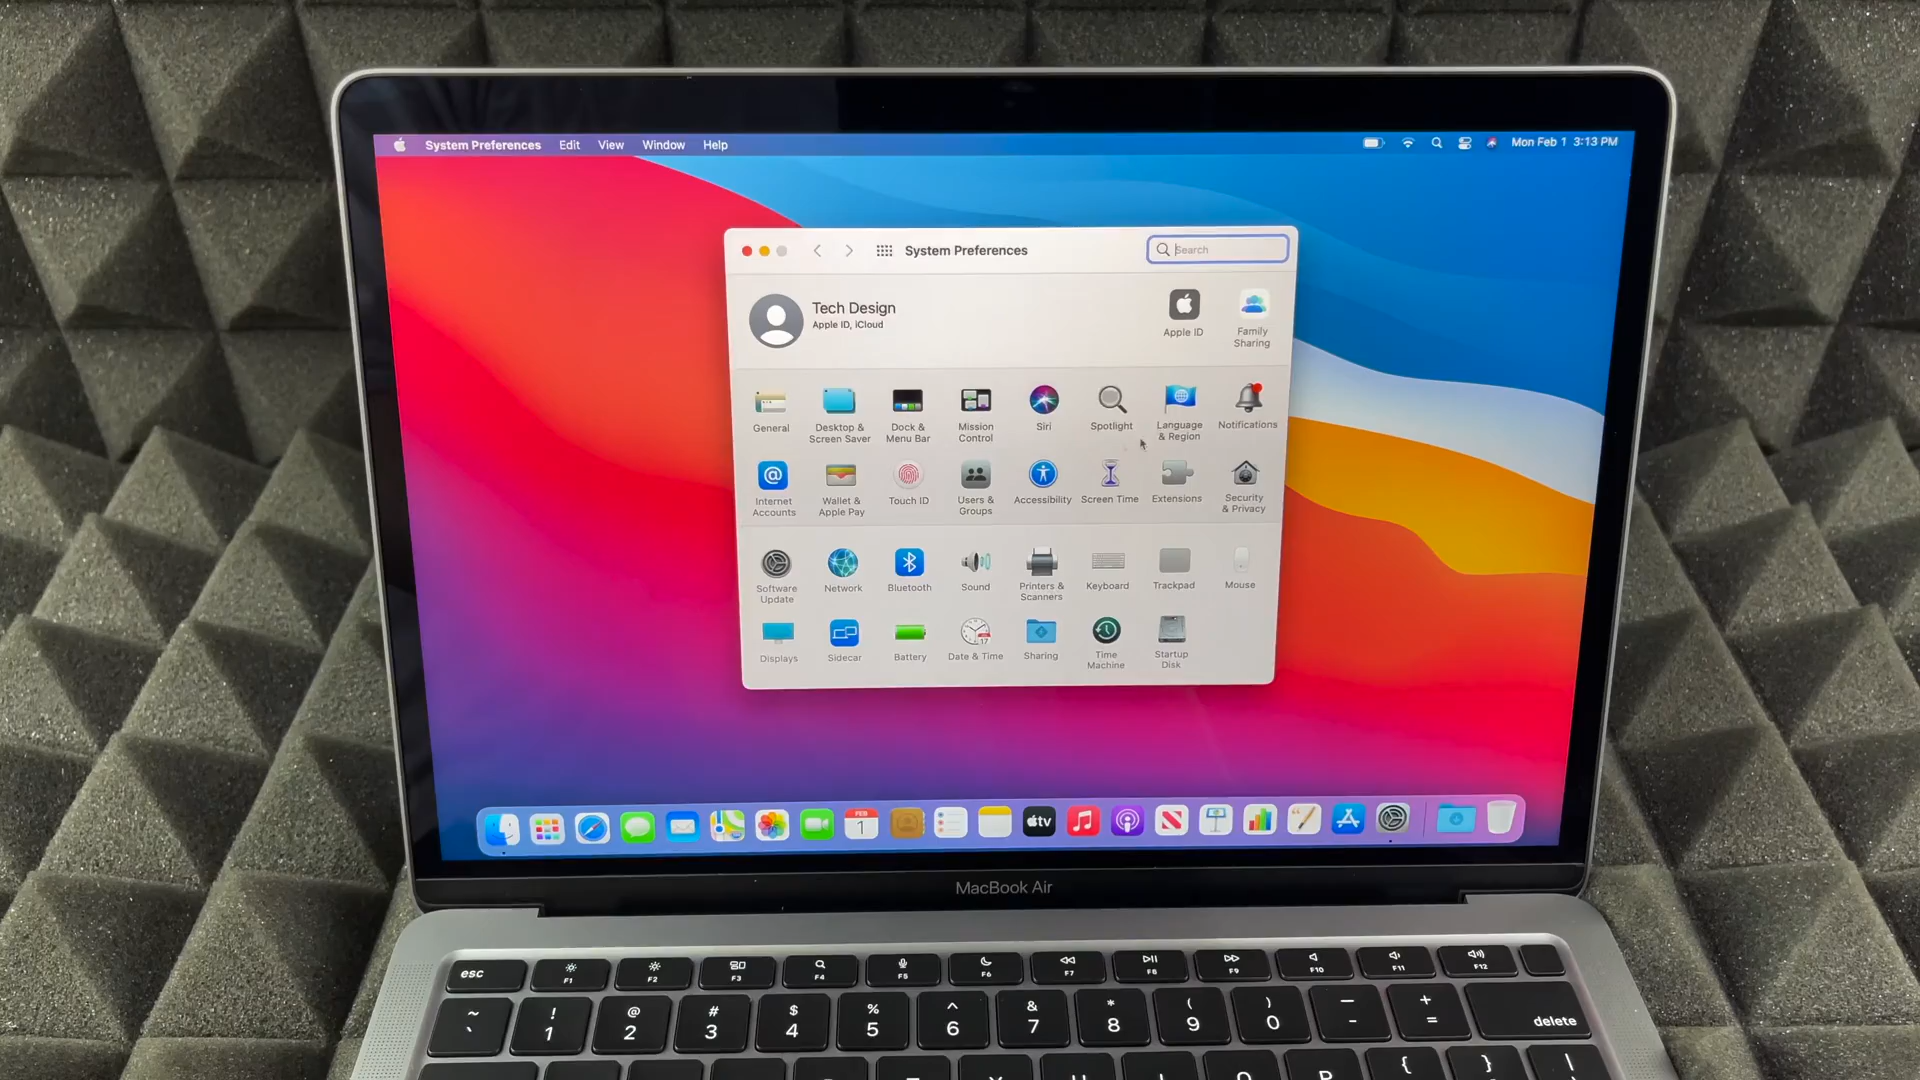 System Preferences Edit View Window Help
Mon Feb 1 3:13 PM
System Preferences
Search
Tech Design
Apple ID, iCloud
Apple ID
Family
Sharing
General
Desktop &
Screen Saver
Dock &
Menu Bar
Mission
Control
Siri
Spotlight
Language
& Region
Notifications
Internet
Accounts
Wallet &
Apple Pay
Touch ID
Users &
Groups
Accessibility
Screen Time
Extensions
Security
& Privacy
Software
Update
Network
Bluetooth
Sound
Printers &
Scanners
Keyboard
Trackpad
Mouse
Displays
Sidecar
Battery
Date & Time
17
Sharing
Time
Machine
Startup
Disk
FEB
1
tv
MacBook Air
esc F1 F2 F3 F4 F5 F6 F7 F8 F9 F10 F11 F12
~ ! @ # $ % ^ & * ( ) — +
` 1 2 3 4 5 6 7 8 9 0 - = delete
{ } |